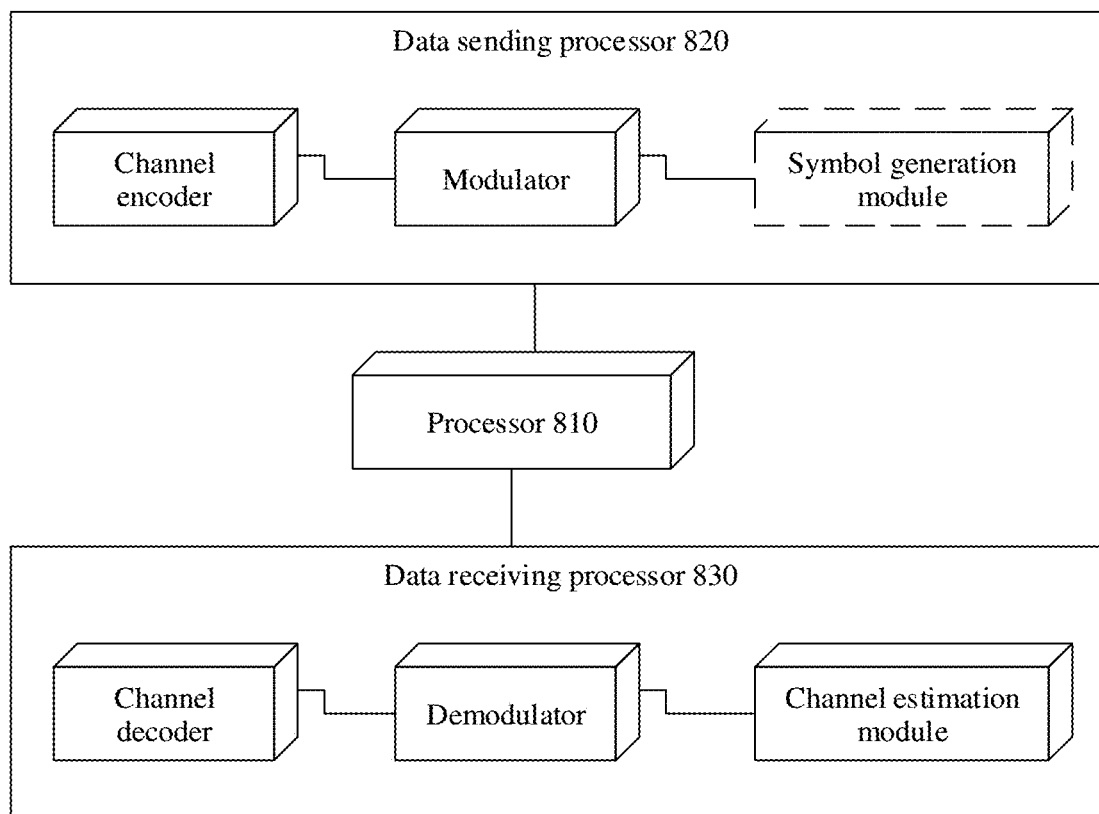 Data sending processor 820
Channel
encoder
Modulator
Symbol generation
module
Processor 810
Data receiving processor 830
Channel
decoder
Demodulator
Channel estimation
module